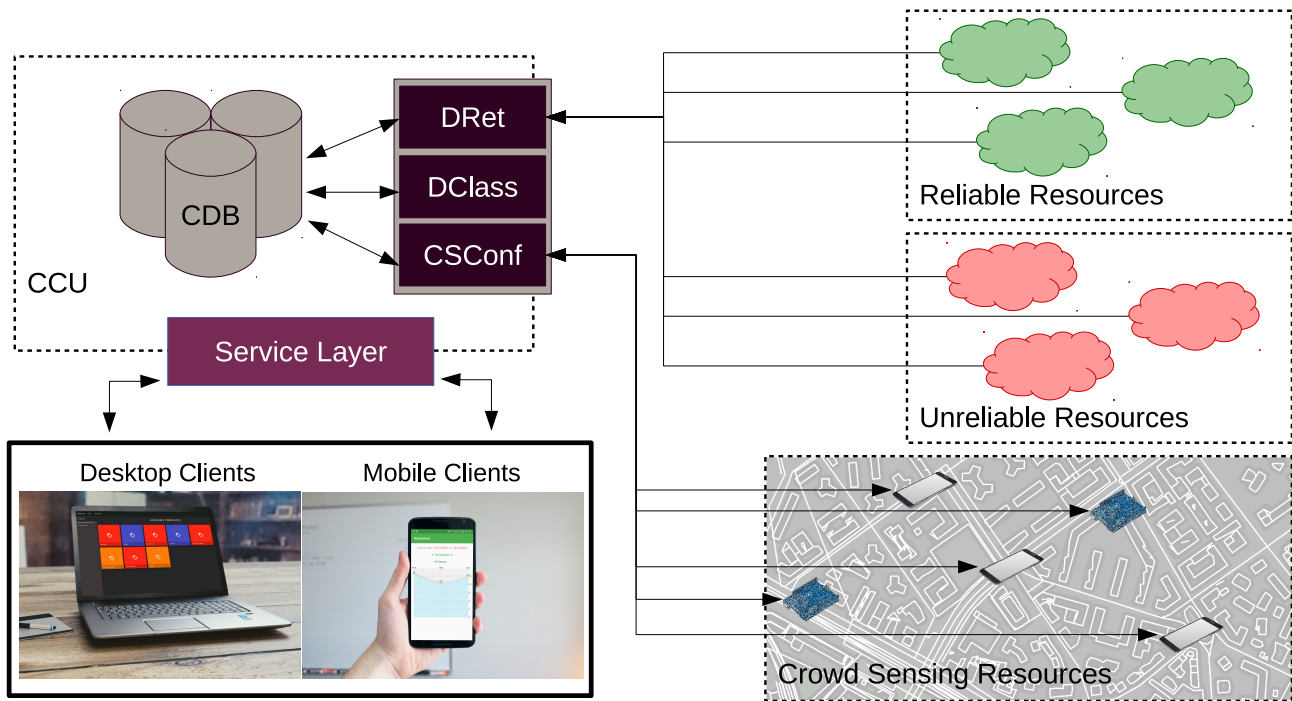 DRet
DClass
CSConf
CDB
CCU
Service Layer
Reliable Resources
Unreliable Resources
Desktop Clients
Mobile Clients
Crowd Sensing Resources